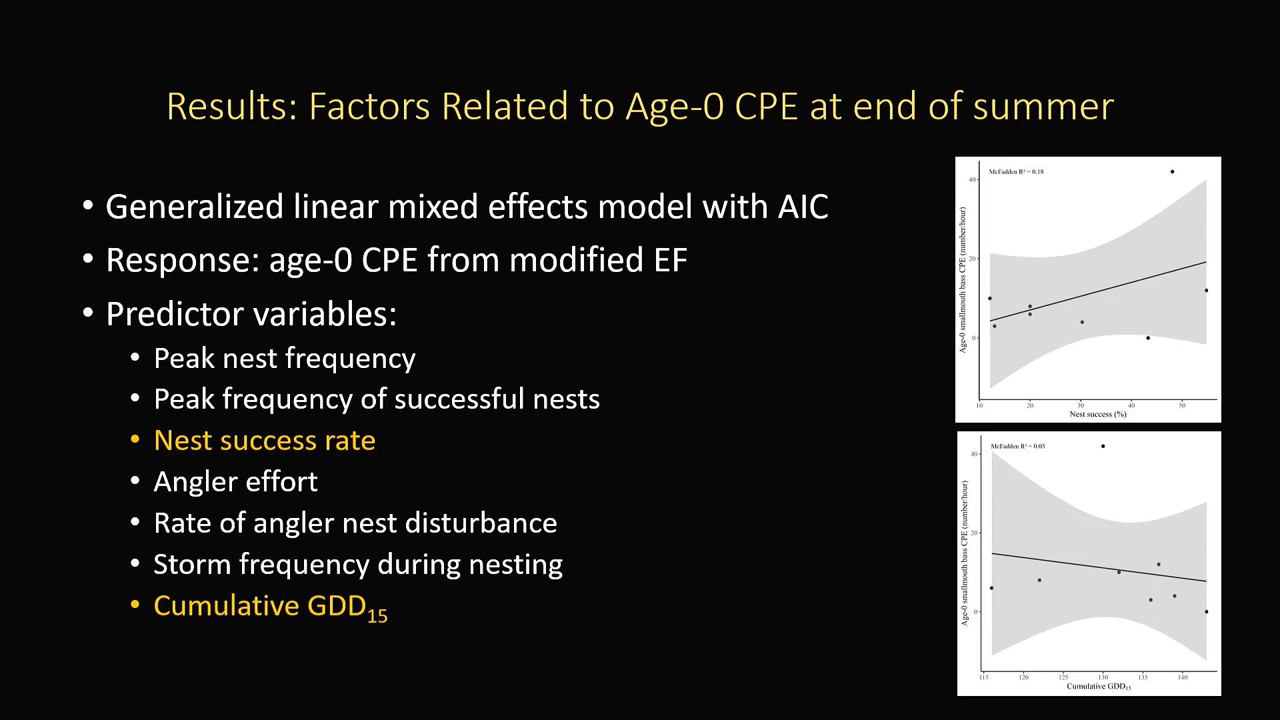 Results: Factors Related to Age-0 CPE at end of summer
• Generalized linear mixed effects model with AIC
• Response: age-0 CPE from modified EF
• Predictor variables:
• Peak nest frequency
• Peak frequency of successful nests
• Nest success rate
• Angler effort
• Rate of angler nest disturbance
• Storm frequency during nesting
• Cumulative GDD₁₅
McFadden R² = 0.18
Age-0 smallmouth bass CPE (number/hour)
40
20
0
10 20 30 40 50
Nest success (%)
McFadden R² = 0.03
Age-0 smallmouth bass CPE (number/hour)
40
20
0
115 120 125 130 135 140
Cumulative GDD₁₅